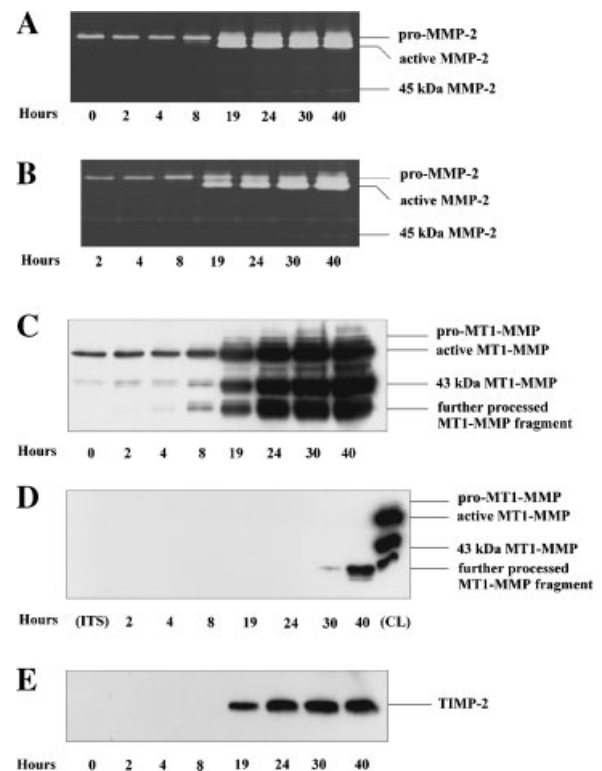 A
pro-MMP-2
active MMP-2
45 kDa MMP-2
Hours 0 2 4 8 19 24 30 40
B
pro-MMP-2
active MMP-2
45 kDa MMP-2
Hours 2 4 8 19 24 30 40
C
pro-MT1-MMP
active MT1-MMP
43 kDa MT1-MMP
further processed
MT1-MMP fragment
Hours 0 2 4 8 19 24 30 40
D
pro-MT1-MMP
active MT1-MMP
43 kDa MT1-MMP
further processed
MT1-MMP fragment
Hours (ITS) 2 4 8 19 24 30 40 (CL)
E
TIMP-2
Hours 0 2 4 8 19 24 30 40